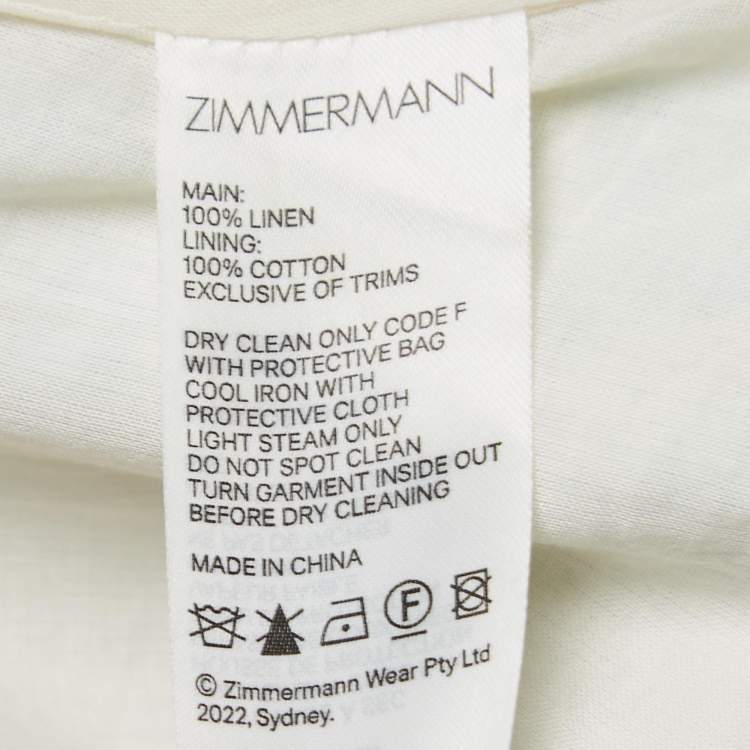 ZIMMERMANN
MAIN:
100% LINEN
LINING:
100% COTTON
EXCLUSIVE OF TRIMS
DRY CLEAN ONLY CODE F
WITH PROTECTIVE BAG
COOL IRON WITH
PROTECTIVE CLOTH
LIGHT STEAM ONLY
DO NOT SPOT CLEAN
TURN GARMENT INSIDE OUT
BEFORE DRY CLEANING
MADE IN CHINA
F
© Zimmermann Wear Pty Ltd
2022, Sydney.